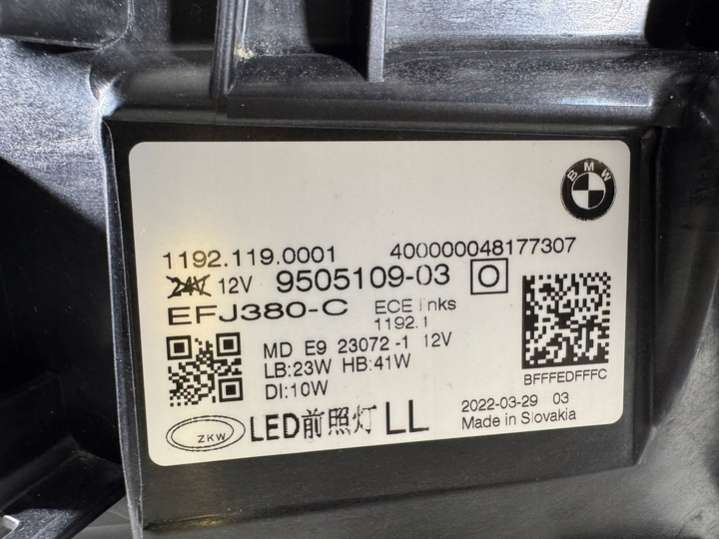 BMW
1192.119.0001 400000048177307
24V 12V 9505109-03 O
EFJ380-C ECE links
1192.1
MD E9 23072-1 12V
LB:23W HB:41W
DI:10W
BFFFEDFFFC
ZKW LED前照灯 LL
2022-03-29 03
Made in Slovakia